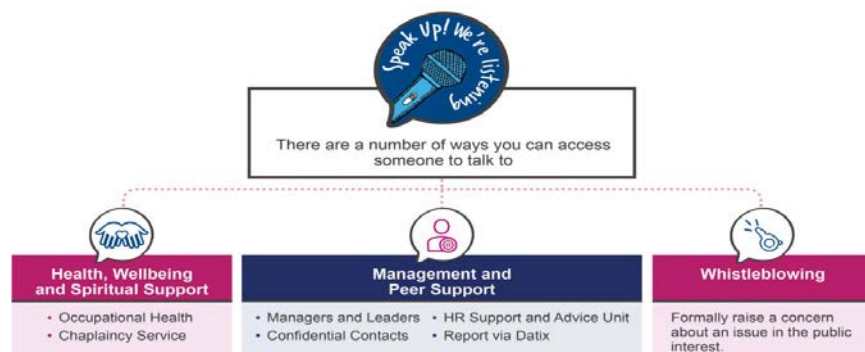 Speak Up! We're listening
There are a number of ways you can access
someone to talk to
Health, Wellbeing
and Spiritual Support
• Occupational Health
• Chaplaincy Service
Management and
Peer Support
• Managers and Leaders
• Confidential Contacts
• HR Support and Advice Unit
• Report via Datix
Whistleblowing
Formally raise a concern
about an issue in the public
interest.